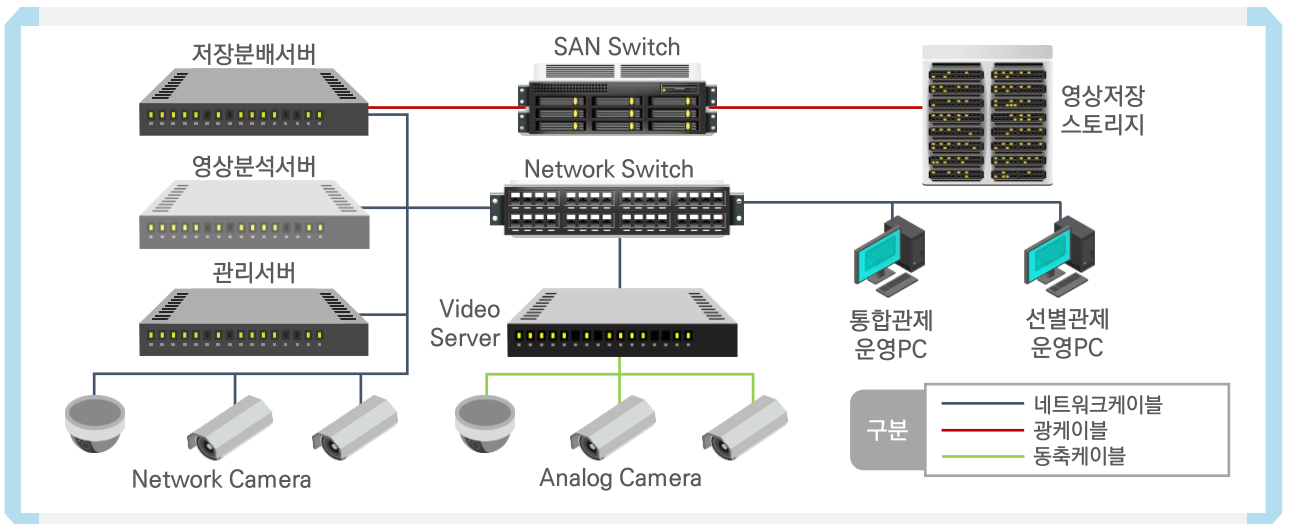 저장분배서버
SAN Switch
영상저장
스토리지
영상분석서버
Network Switch
관리서버
Video
Server
통합관제
운영PC
선별관제
운영PC
구분
네트워크케이블
광케이블
동축케이블
Network Camera
Analog Camera